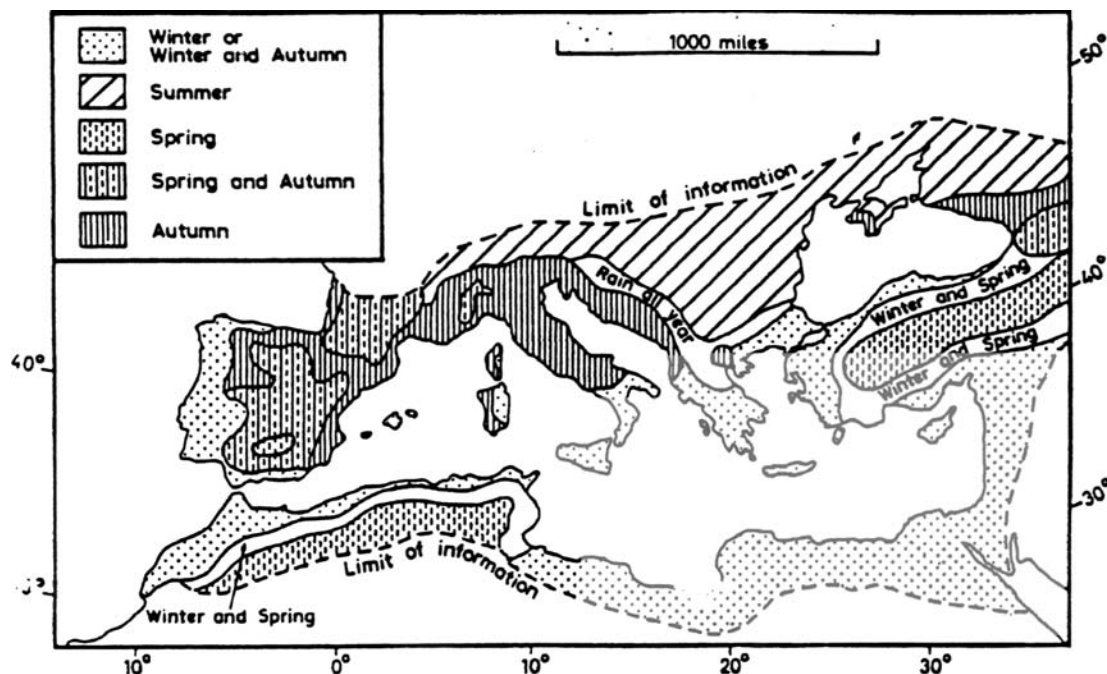 Winter or
Winter and Autumn
Summer
Spring
Spring and Autumn
Autumn
1000 miles
50°
Limit of information
Rain all year
Winter and Spring
40°
Winter and Spring
40°
30°
Limit of information
Winter and Spring
10°
0°
10°
20°
30°